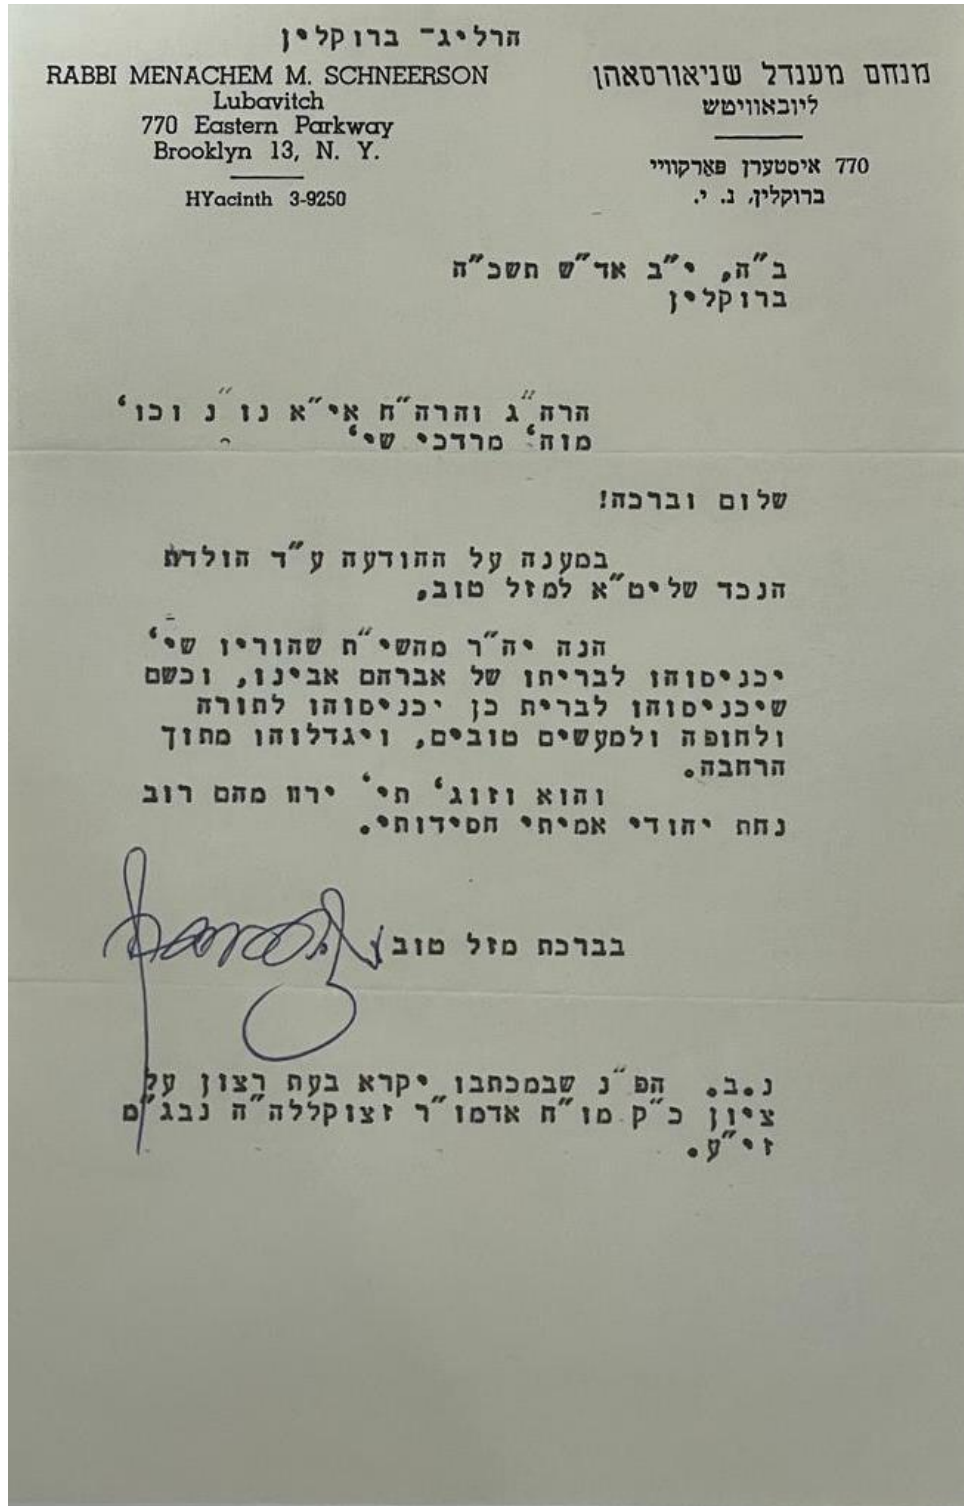 הרליג- ברוקלין
RABBI MENACHEM M. SCHNEERSON
Lubavitch
770 Eastern Parkway
Brooklyn 13, N. Y.
HYacinth 3-9250
מנחם מענדל שניאורסאהן
ליובאוויטש
770 איסטערן פארקוויי
ברוקלין, נ. י.
ב"ה, י"ב אד"ש תשכ"ה
ברוקלין
הרה"ג והרה"ח אי"א נו"נ וכו'
מוה' מרדכי שי'
שלום וברכה!
במענה על ההודעה ע"ד הולדת
הנכד שליט"א למזל טוב,
הנה יה"ר מהשי"ת שהוריו שי'
יכניסוהו לבריתו של אברהם אבינו, וכשם
שיכניסוהו לברית כן יכניסוהו לתורה
ולחופה ולמעשים טובים, ויגדלוהו מתוך
הרחבה.
והוא וזוג' תי' ירוו מהם רוב
נחת יהודי אמיתי חסידותי.
בברכת מזל טוב
נ.ב. הפ"נ שבמכתבו יקרא בעת רצון על
ציון כ"ק מו"ח אדמו"ר זצוקללה"ה נבג"מ
זי"ע.